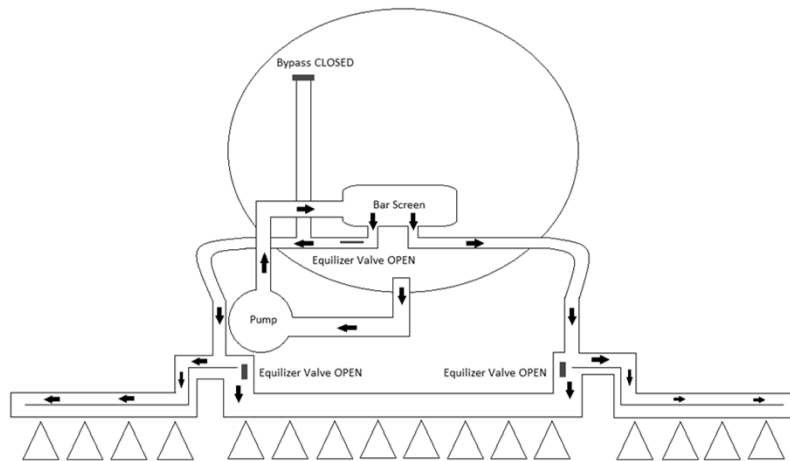 Bypass CLOSED
Bar Screen
Equilizer Valve OPEN
Pump
Equilizer Valve OPEN
Equilizer Valve OPEN